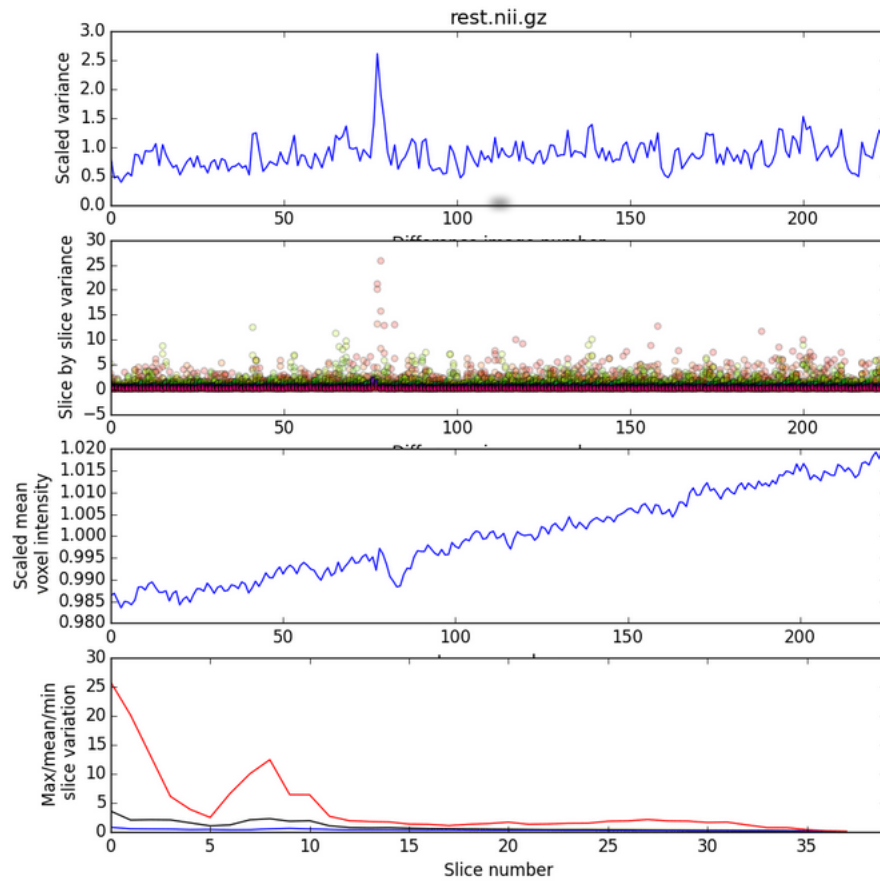 rest.nii.gz
3.0
2.5
2.0
1.5
1.0
0.5
0.0
Scaled variance
0 50 100 150 200
Difference image number
30
25
20
15
10
5
0
−5
Slice by slice variance
0 50 100 150 200
1.020
1.015
1.010
1.005
1.000
0.995
0.990
0.985
0.980
Scaled mean
voxel intensity
0 50 100 150 200
30
25
20
15
10
5
0
Max/mean/min
slice variation
0 5 10 15 20 25 30 35
Slice number